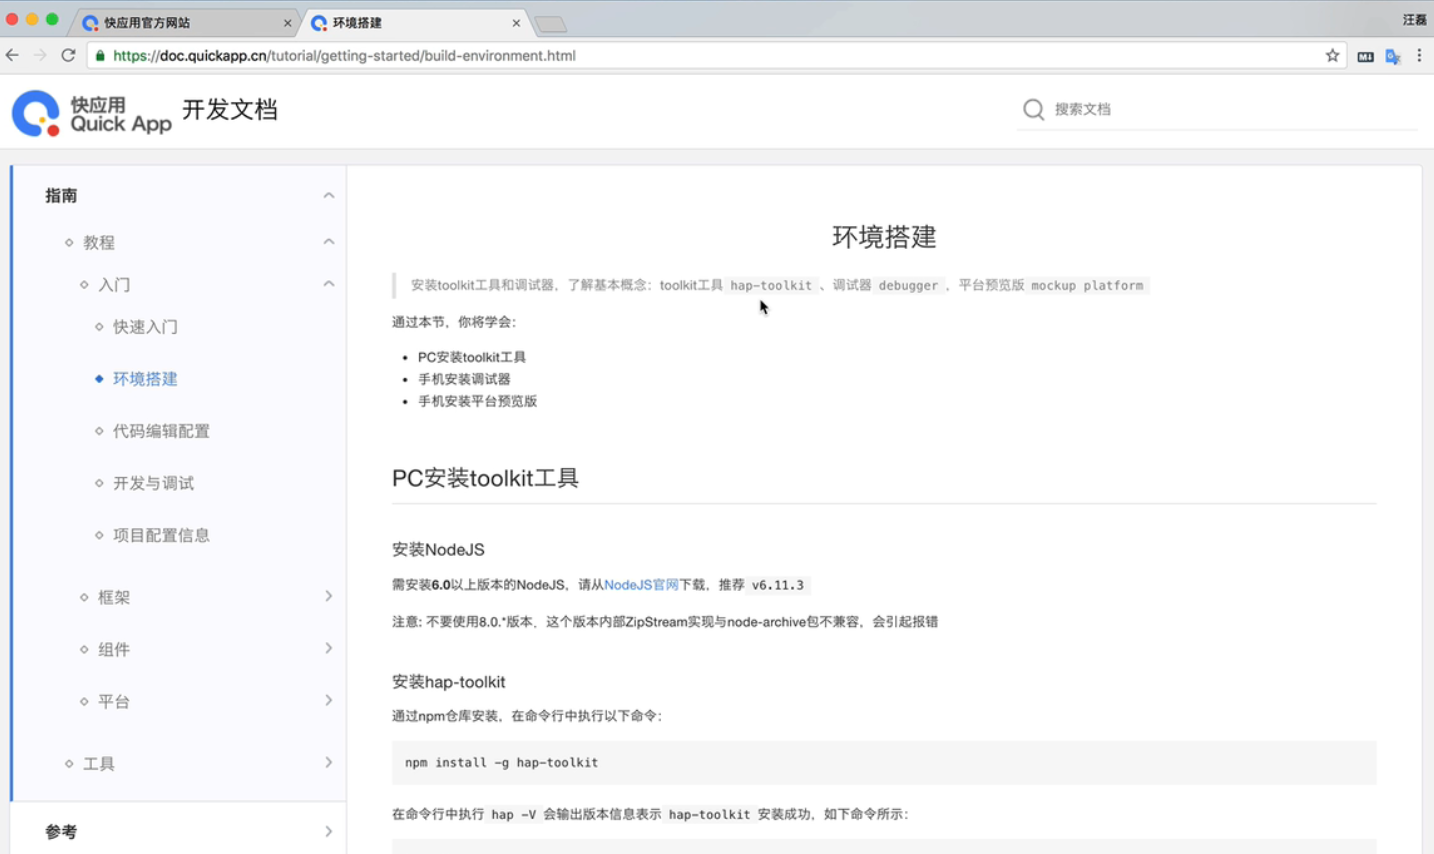 快应用官方网站
环境搭建
汪磊
https://doc.quickapp.cn/tutorial/getting-started/build-environment.html
快应用
Quick App
开发文档
搜索文档
指南
教程
入门
快速入门
环境搭建
代码编辑配置
开发与调试
项目配置信息
框架
组件
平台
工具
参考
环境搭建
安装toolkit工具和调试器，了解基本概念：toolkit工具 hap-toolkit 、调试器 debugger ，平台预览版 mockup platform
通过本节，你将学会：
PC安装toolkit工具
手机安装调试器
手机安装平台预览版
PC安装toolkit工具
安装NodeJS
需安装6.0以上版本的NodeJS，请从NodeJS官网下载，推荐 v6.11.3
注意: 不要使用8.0.*版本．这个版本内部ZipStream实现与node-archive包不兼容，会引起报错
安装hap-toolkit
通过npm仓库安装，在命令行中执行以下命令：
npm install -g hap-toolkit
在命令行中执行 hap -V 会输出版本信息表示 hap-toolkit 安装成功，如下命令所示：